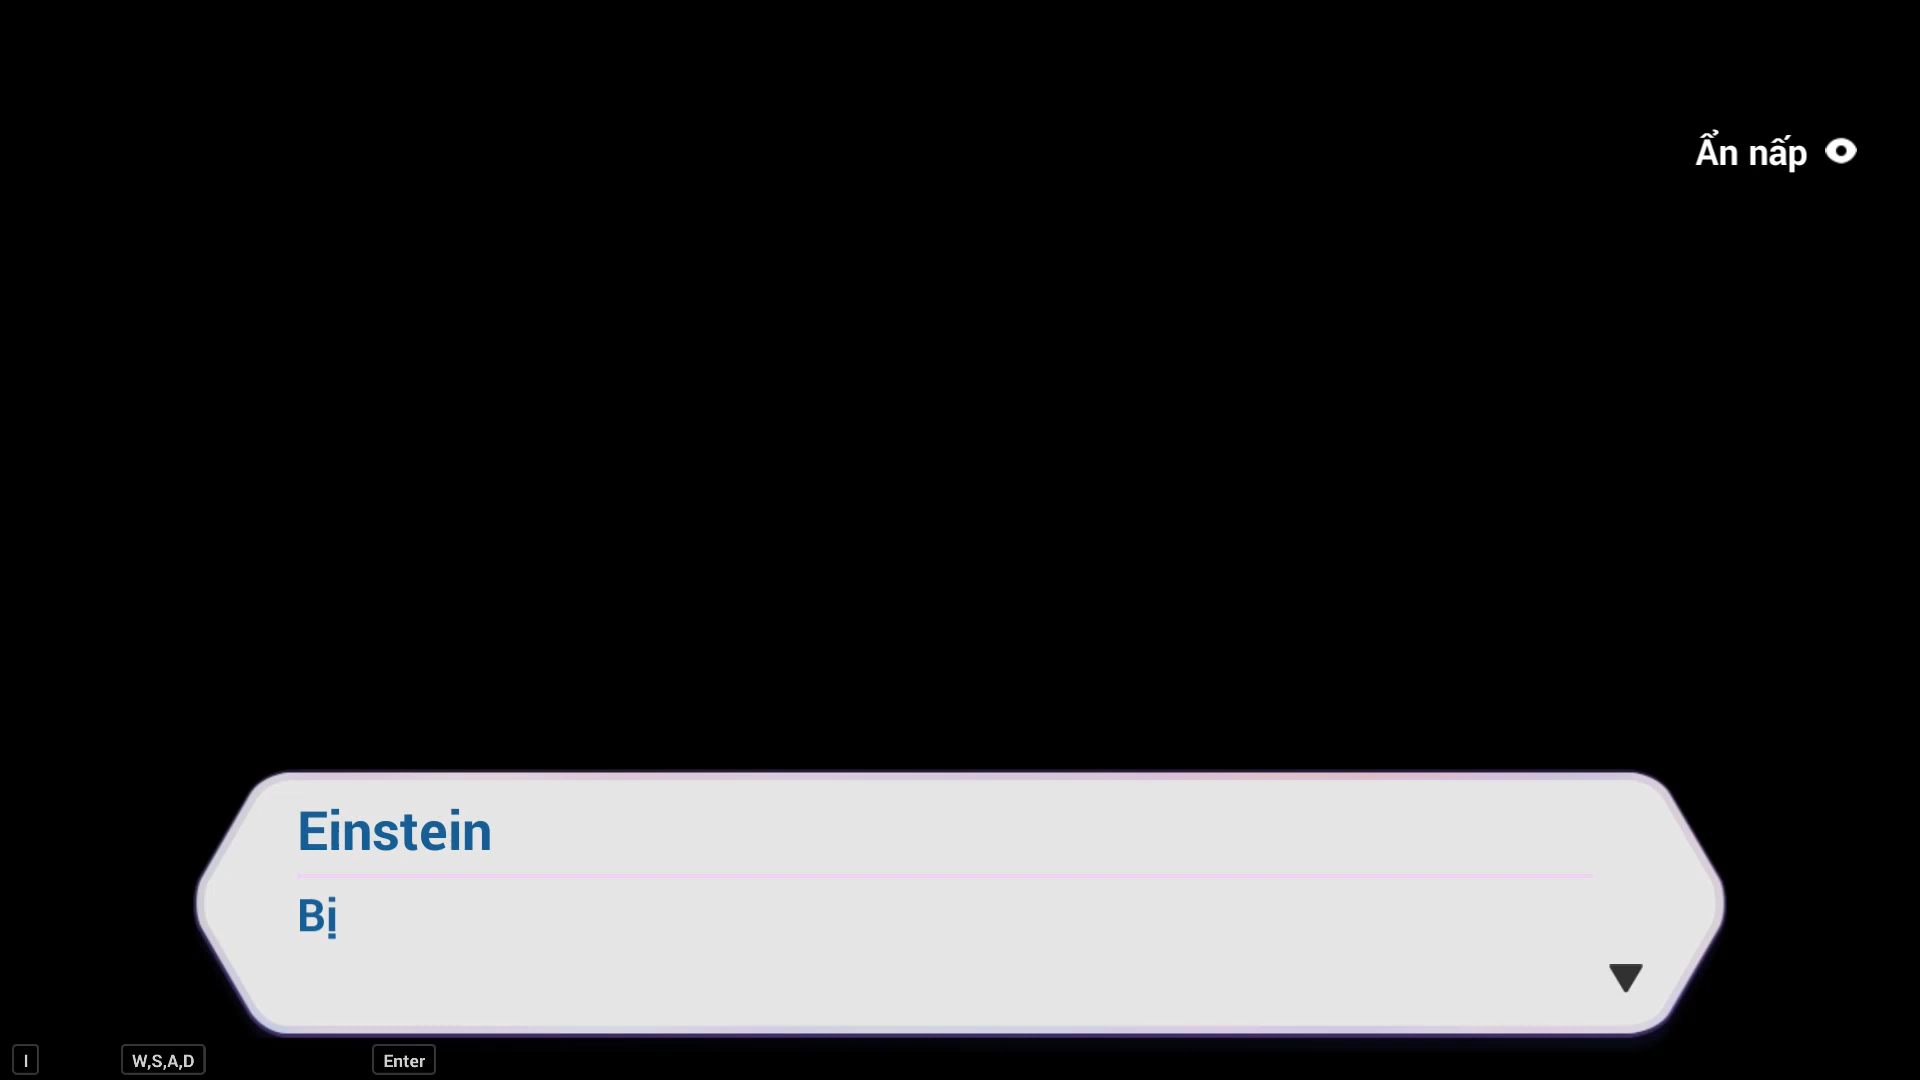 Ẩn nấp
Einstein
Bị
I
W,S,A,D
Enter